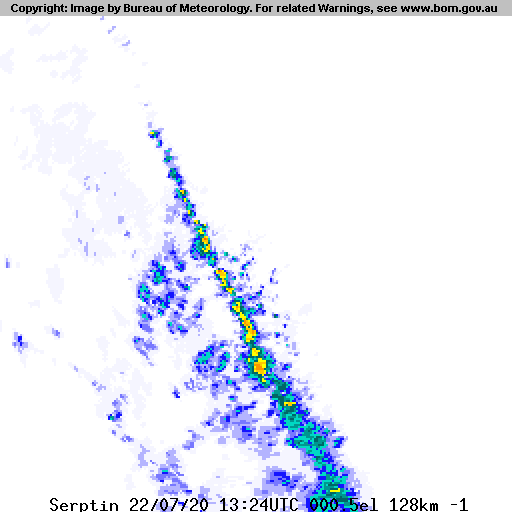 Copyright: Image by Bureau of Meteorology. For related Warnings, see www.bom.gov.au
Serptin 22/07/20 13:24UTC 000.5el 128km -1